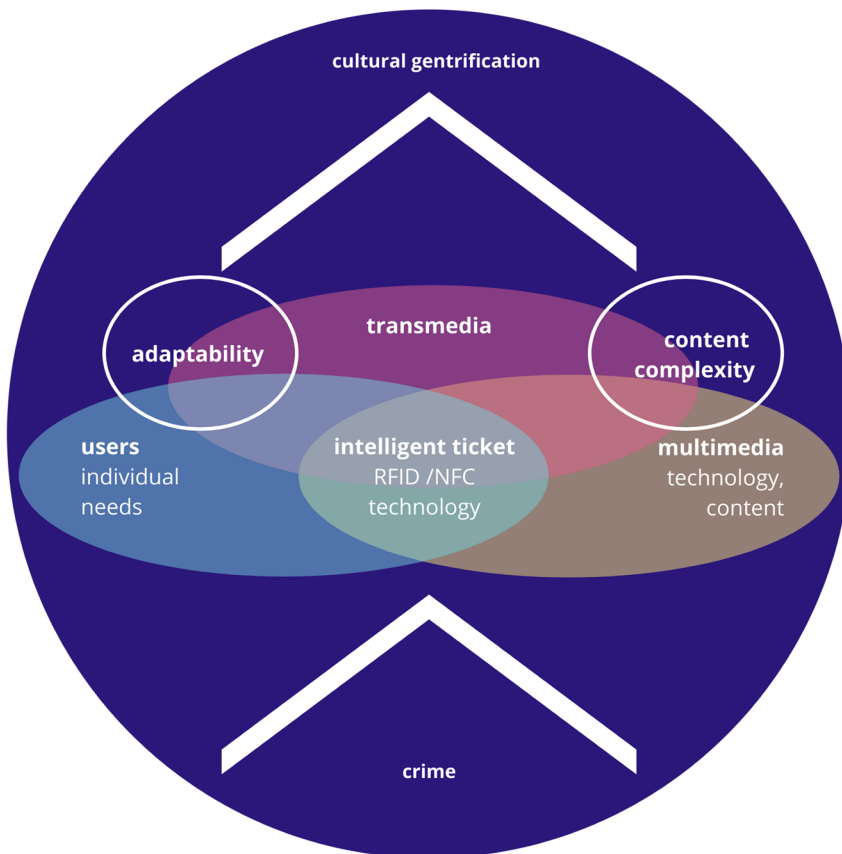 cultural gentrification
transmedia
adaptability
content
complexity
users
individual
needs
intelligent ticket
RFID /NFC
technology
multimedia
technology,
content
crime